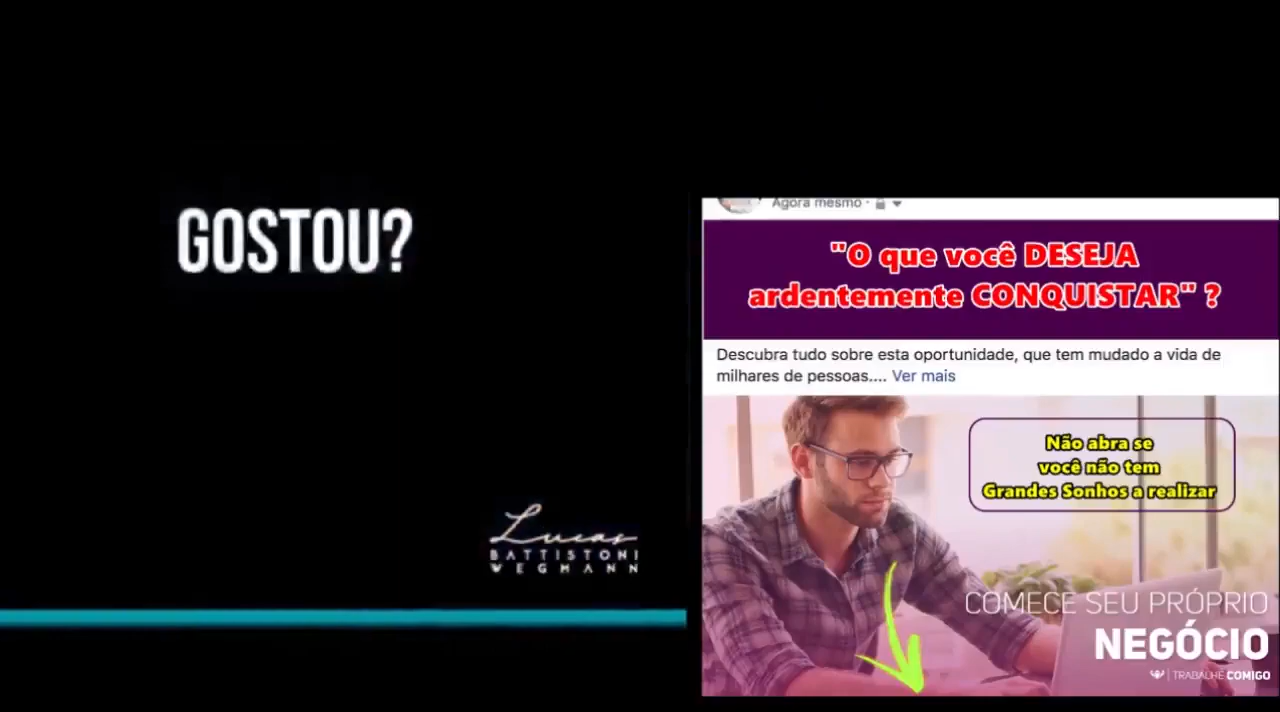 GOSTOU?
Lucas
BATTISTONI
WEGMANN
Agora mesmo ·
"O que você DESEJA
ardentemente CONQUISTAR" ?
Descubra tudo sobre esta oportunidade, que tem mudado a vida de
milhares de pessoas.... Ver mais
Não abra se
você não tem
Grandes Sonhos a realizar
COMECE SEU PRÓPRIO
NEGÓCIO
TRABALHE COMIGO